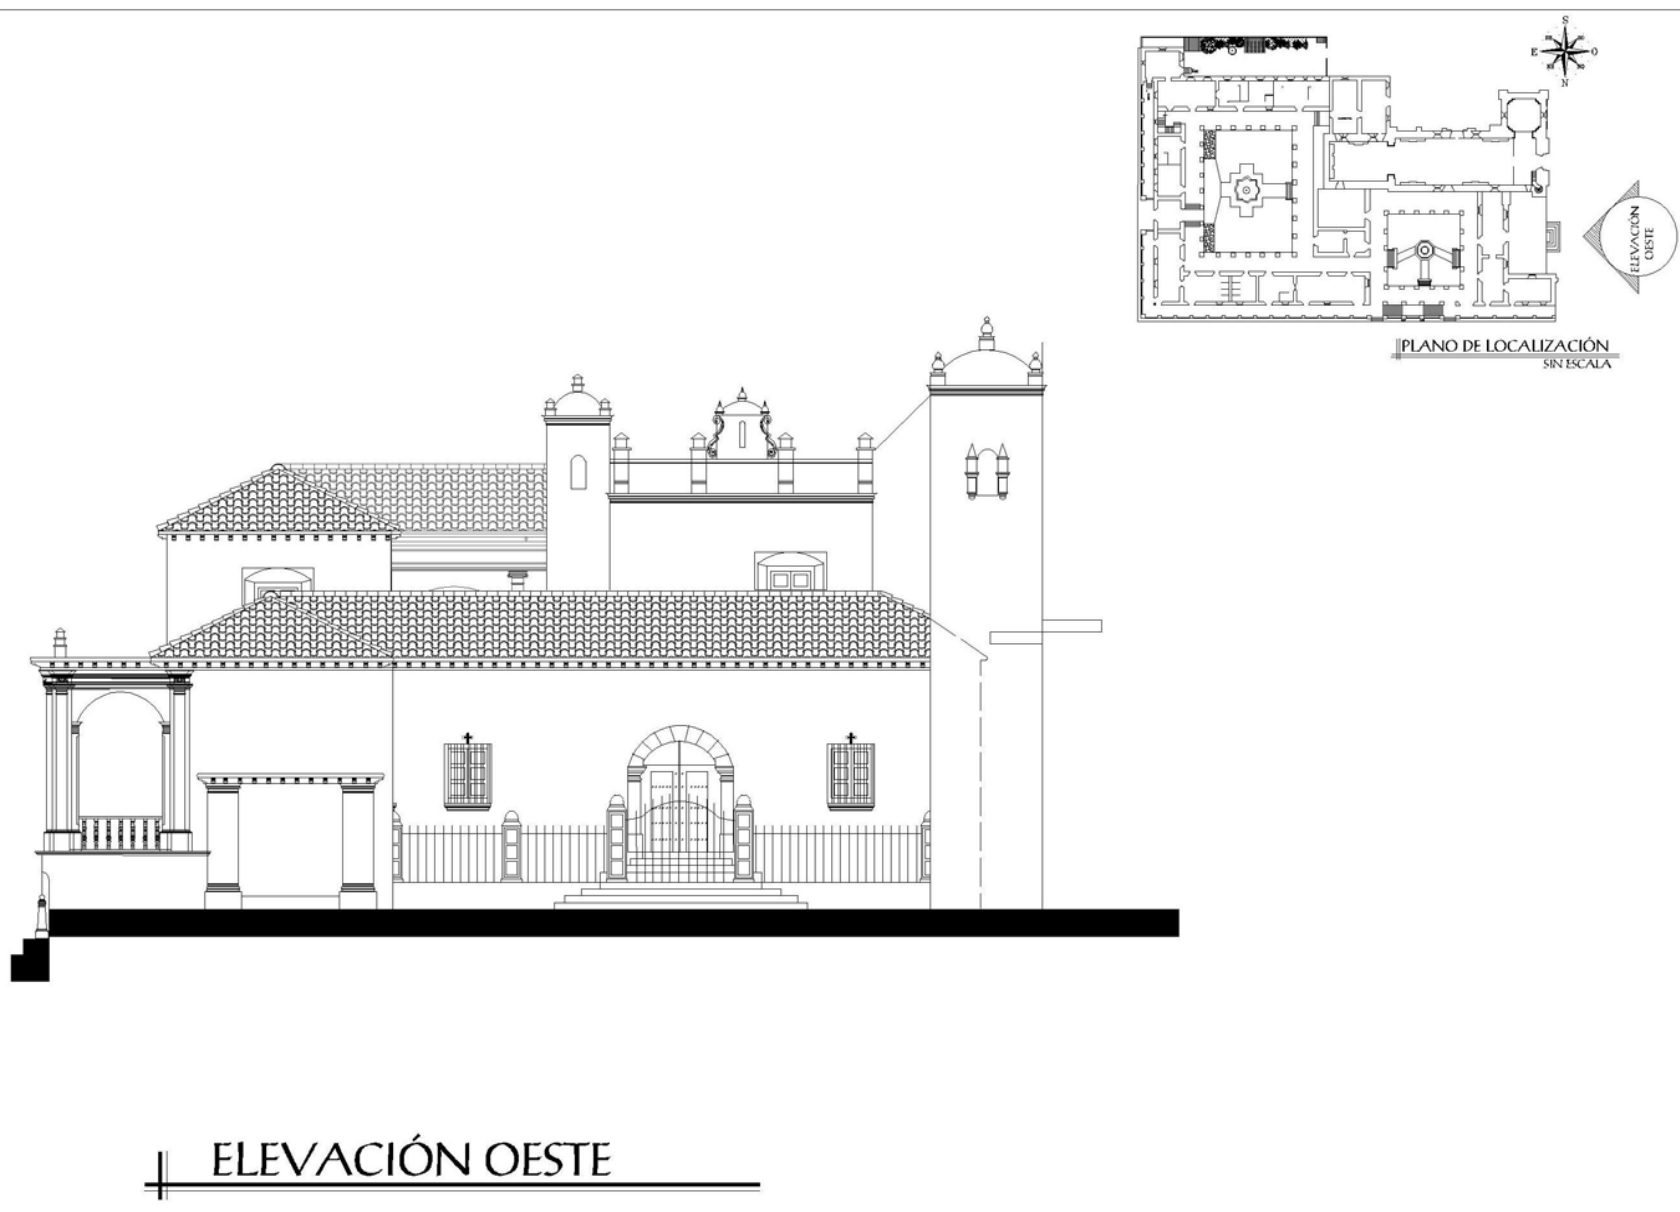 S
E
O
N
ELEVACIÓN
OESTE
PLANO DE LOCALIZACIÓN
SIN ESCALA
ELEVACIÓN OESTE